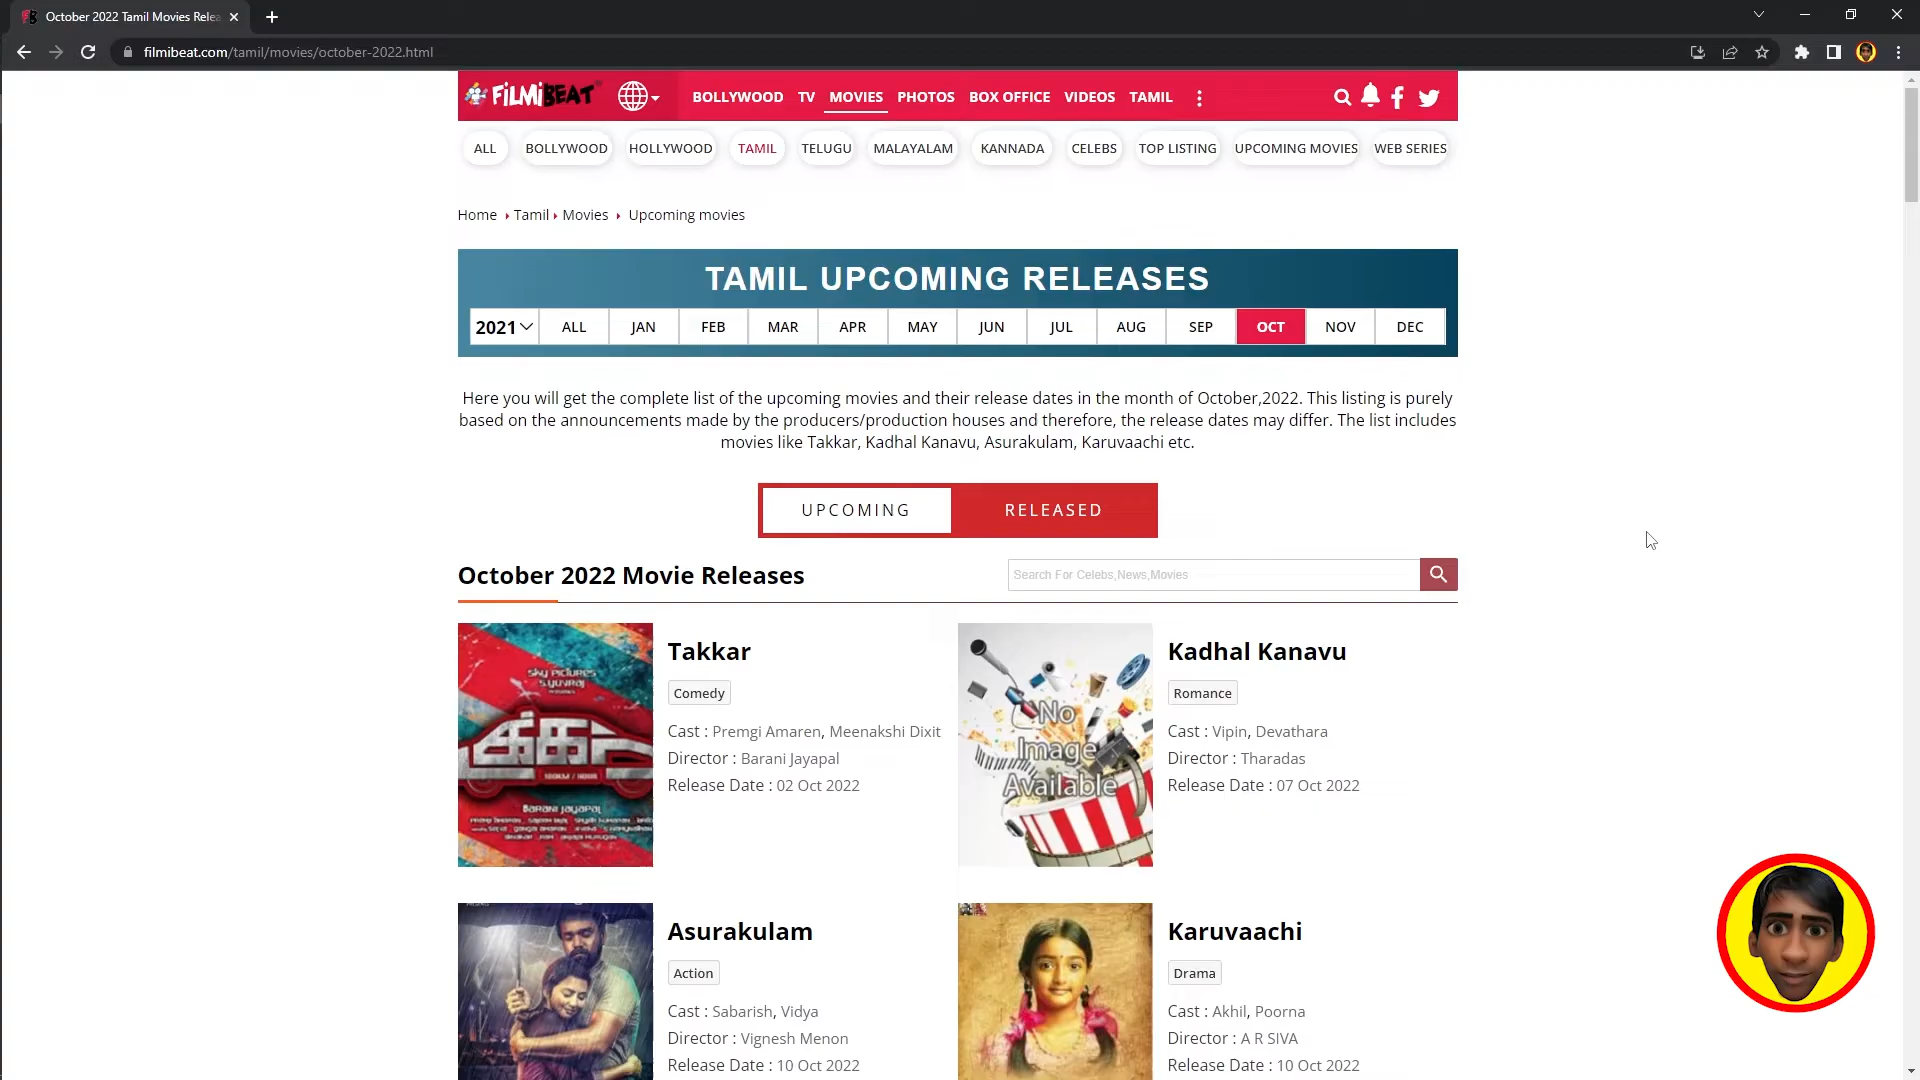 October 2022 Tamil Movies Relea
filmibeat.com/tamil/movies/october-2022.html
FiLMiBEAT
BOLLYWOOD TV MOVIES PHOTOS BOX OFFICE VIDEOS TAMIL
ALL BOLLYWOOD HOLLYWOOD TAMIL TELUGU MALAYALAM KANNADA CELEBS TOP LISTING UPCOMING MOVIES WEB SERIES
Home Tamil Movies Upcoming movies
TAMIL UPCOMING RELEASES
2021 ALL JAN FEB MAR APR MAY JUN JUL AUG SEP OCT NOV DEC
Here you will get the complete list of the upcoming movies and their release dates in the month of October,2022. This listing is purely
based on the announcements made by the producers/production houses and therefore, the release dates may differ. The list includes
movies like Takkar, Kadhal Kanavu, Asurakulam, Karuvaachi etc.
UPCOMING RELEASED
October 2022 Movie Releases
Search For Celebs,News,Movies
Takkar
Comedy
Cast : Premgi Amaren, Meenakshi Dixit
Director : Barani Jayapal
Release Date : 02 Oct 2022
SKY PICTURES
S.YUVRAJ
BARANI JAYAPAL
Kadhal Kanavu
Romance
Cast : Vipin, Devathara
Director : Tharadas
Release Date : 07 Oct 2022
No
Image
Available
Asurakulam
Action
Cast : Sabarish, Vidya
Director : Vignesh Menon
Release Date : 10 Oct 2022
Karuvaachi
Drama
Cast : Akhil, Poorna
Director : A R SIVA
Release Date : 10 Oct 2022